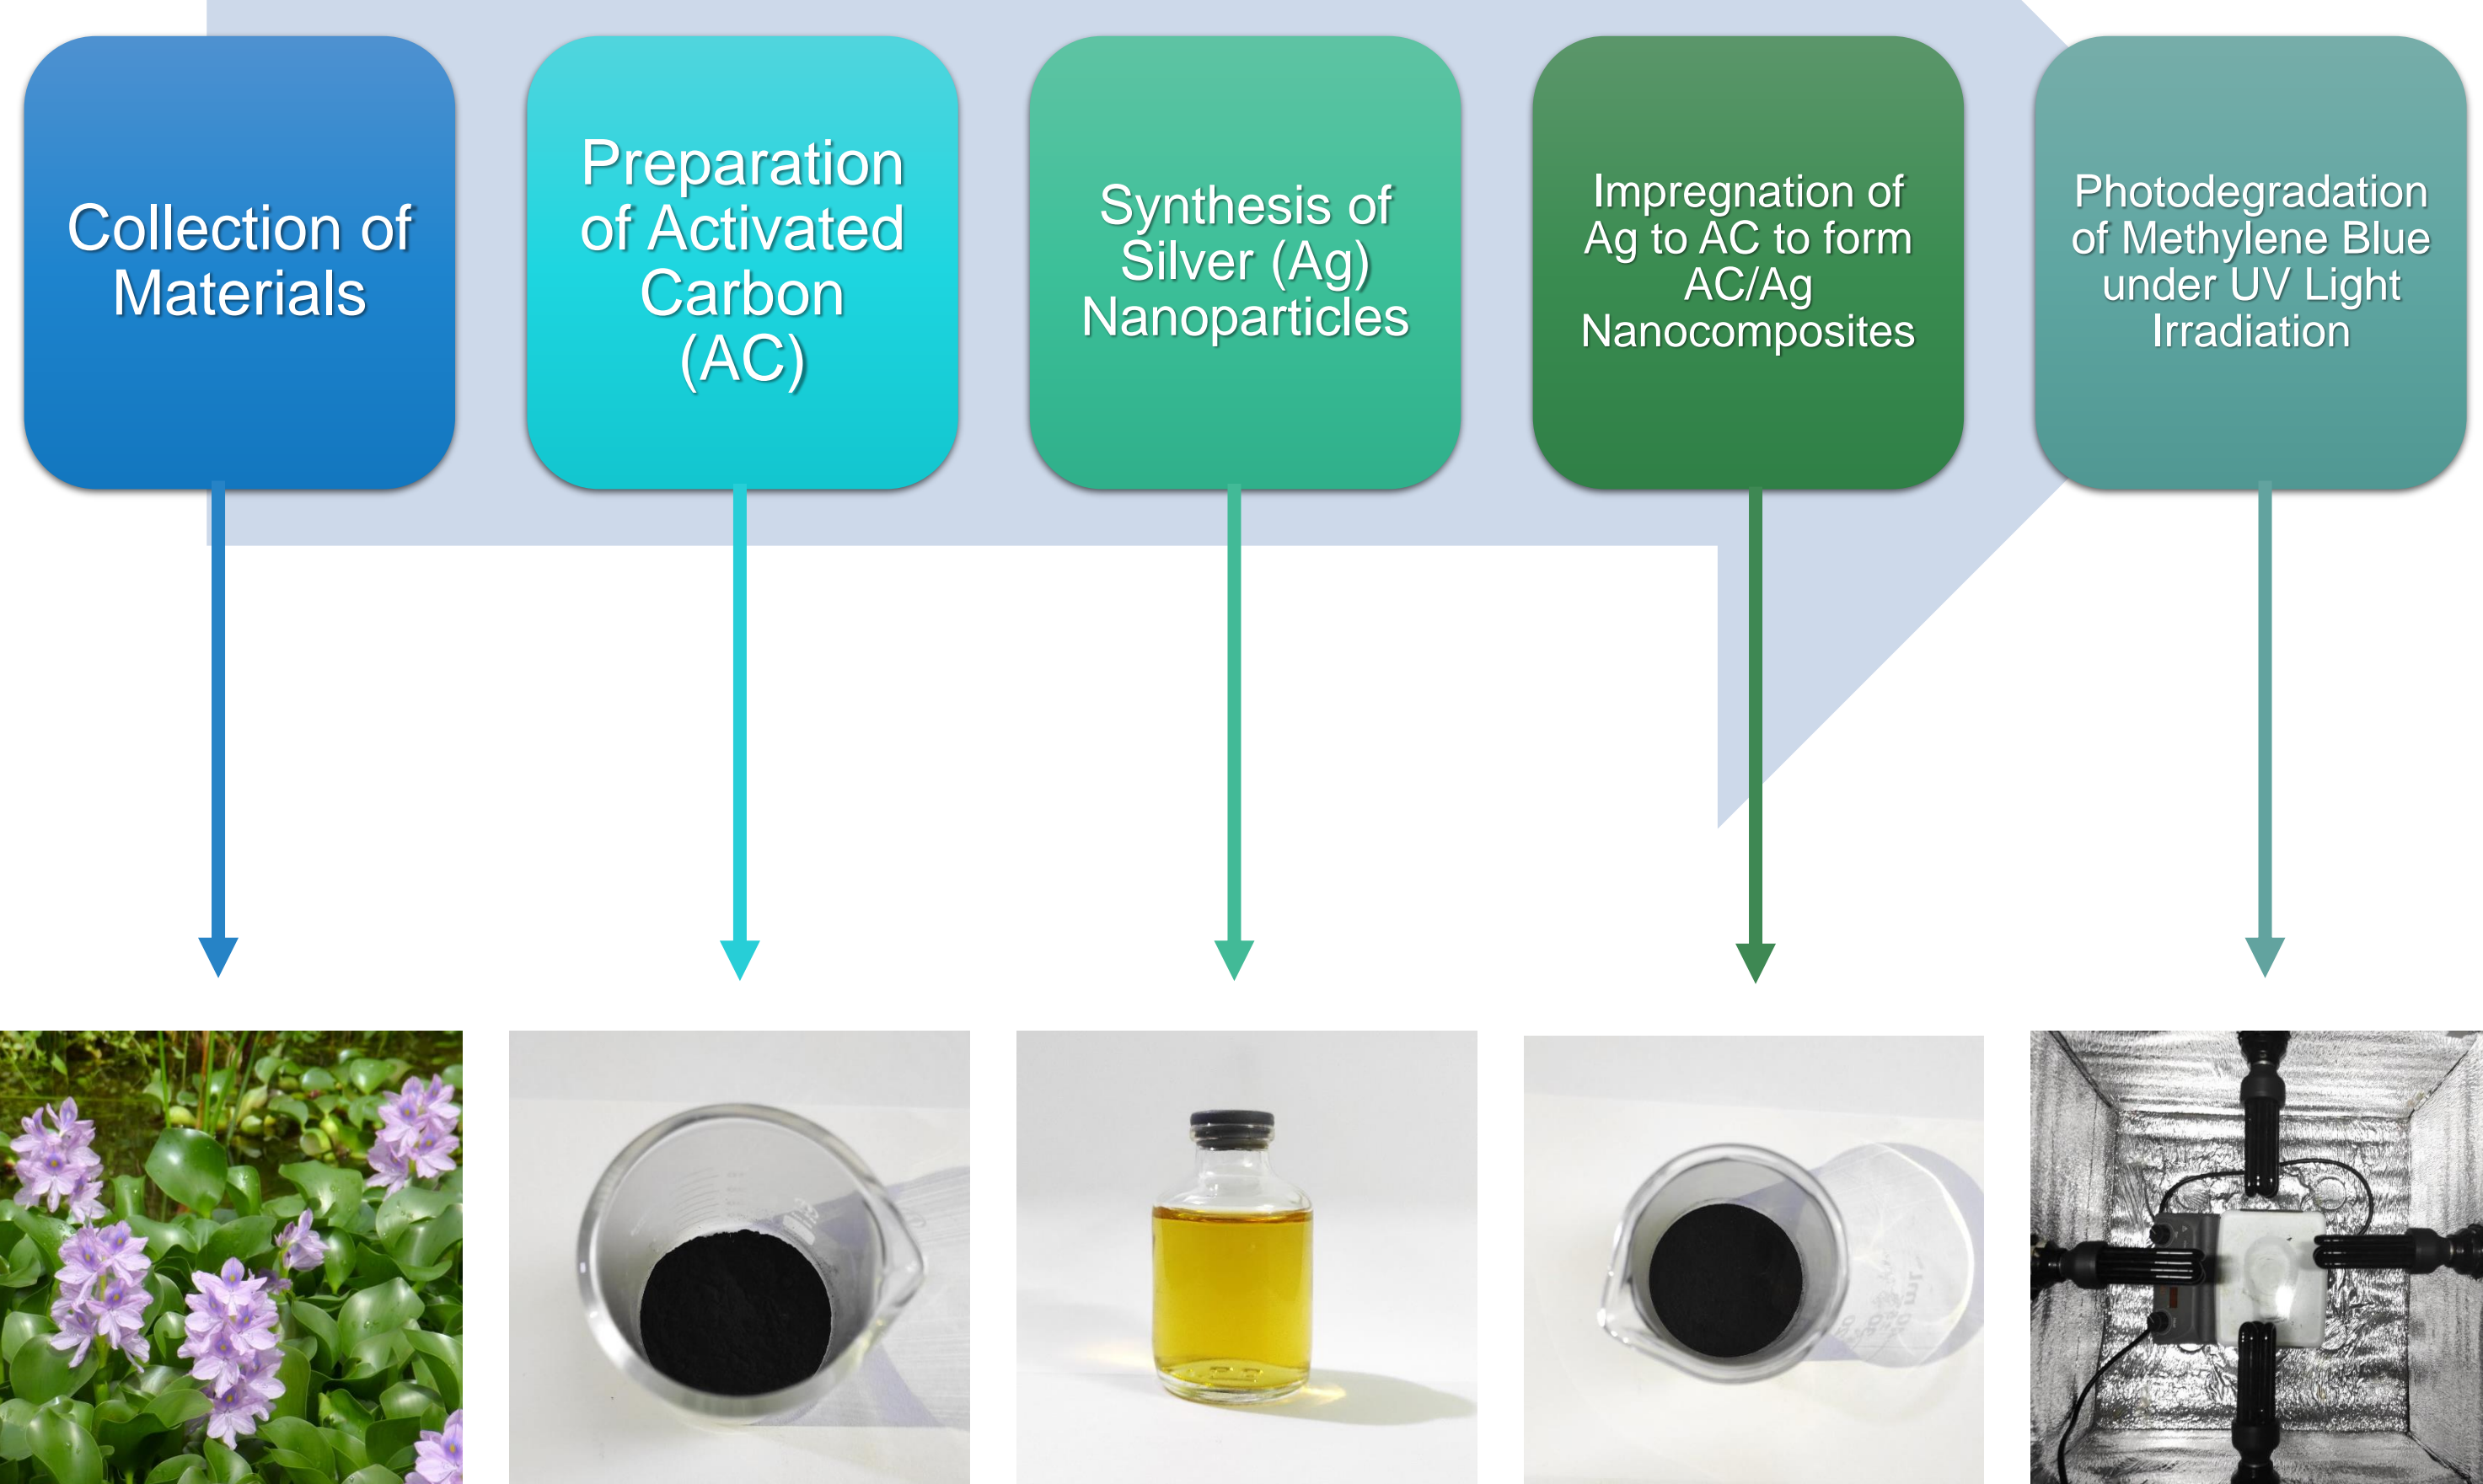 Collection of
Materials
Preparation
of Activated
Carbon
(AC)
Synthesis of
Silver (Ag)
Nanoparticles
Impregnation of
Ag to AC to form
AC/Ag
Nanocomposites
Photodegradation
of Methylene Blue
under UV Light
Irradiation